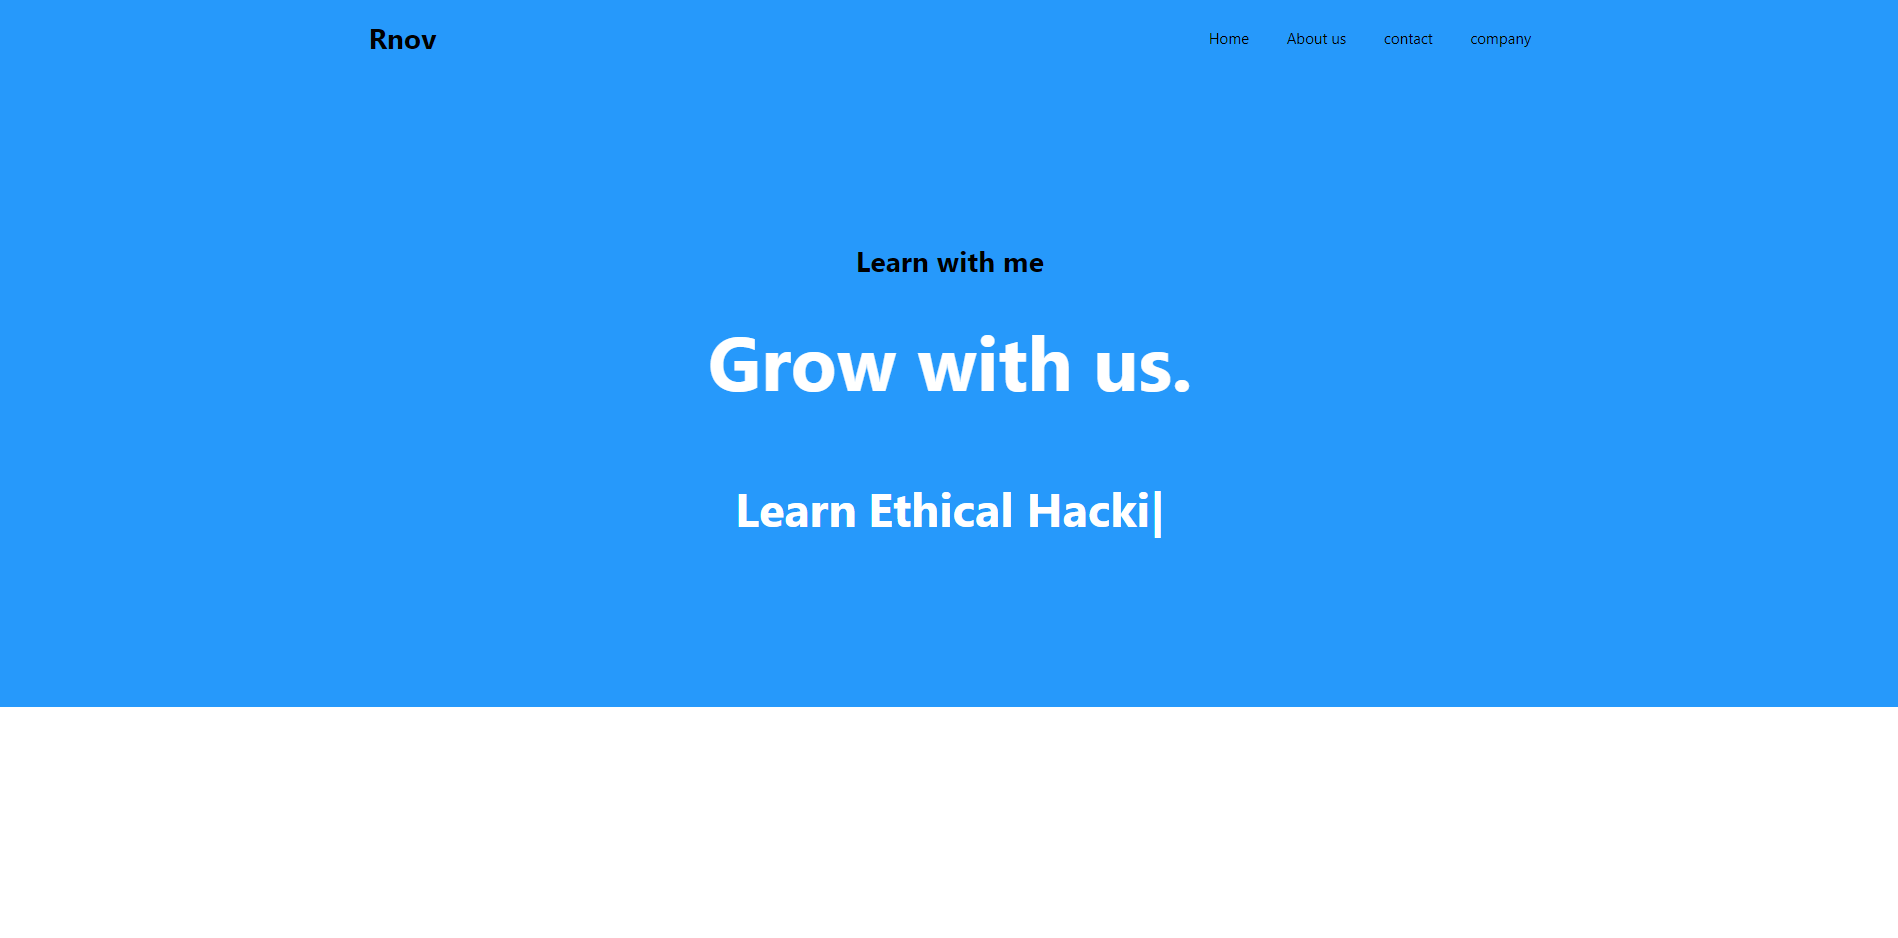 Rnov
Home About us contact company
Learn with me
Grow with us.
Learn Ethical Hacki|